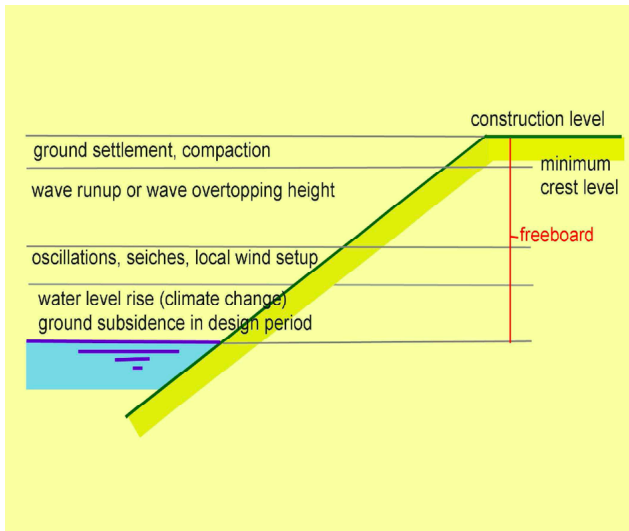 construction level
ground settlement, compaction
minimum
crest level
wave runup or wave overtopping height
freeboard
oscillations, seiches, local wind setup
water level rise (climate change)
ground subsidence in design period